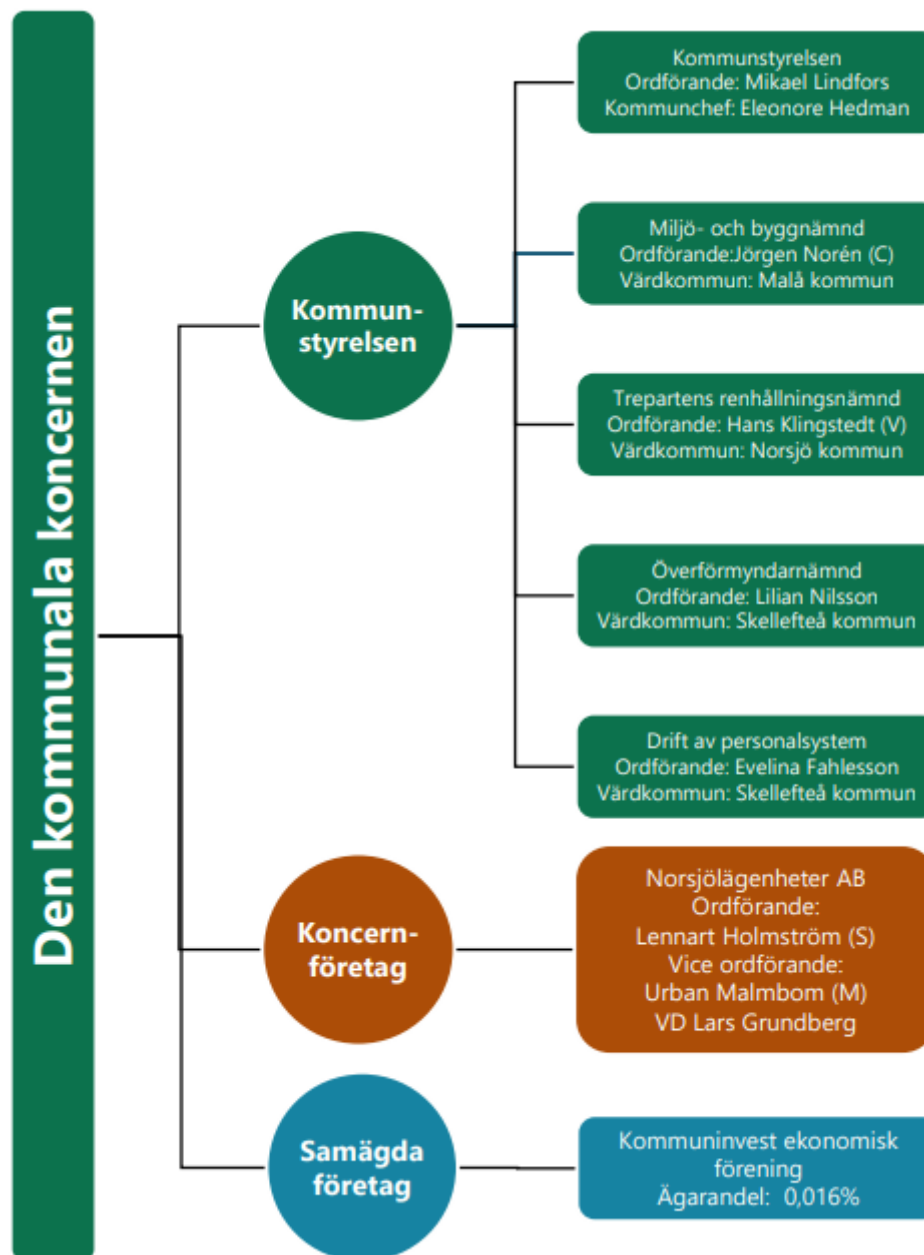 Den kommunala koncernen
Kommun-
styrelsen
Kommunstyrelsen
Ordförande: Mikael Lindfors
Kommunchef: Eleonore Hedman
Miljö- och byggnämnd
Ordförande:Jörgen Norén (C)
Värdkommun: Malå kommun
Trepartens renhållningsnämnd
Ordförande: Hans Klingstedt (V)
Värdkommun: Norsjö kommun
Överförmyndarnämnd
Ordförande: Lilian Nilsson
Värdkommun: Skellefteå kommun
Drift av personalsystem
Ordförande: Evelina Fahlesson
Värdkommun: Skellefteå kommun
Koncern-
företag
Norsjölägenheter AB
Ordförande:
Lennart Holmström (S)
Vice ordförande:
Urban Malmbom (M)
VD Lars Grundberg
Samägda
företag
Kommuninvest ekonomisk
förening
Ägarandel: 0,016%